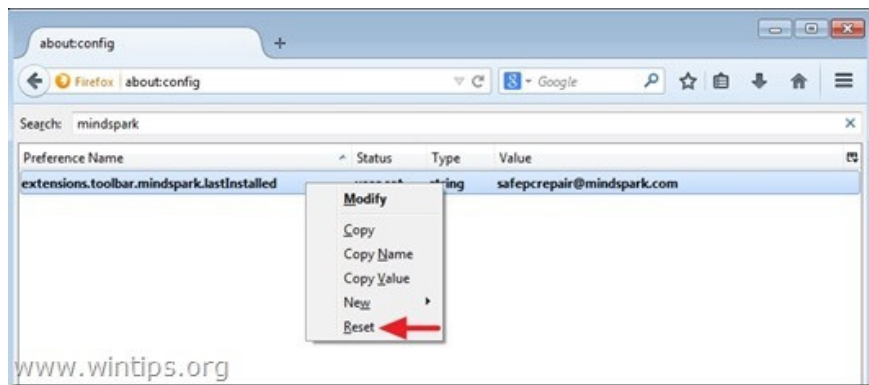 about:config
Firefox about:config
Google
Search: mindspark
Preference Name Status Type Value
extensions.toolbar.mindspark.lastInstalled string safepcrepair@mindspark.com
Modify
Copy
Copy Name
Copy Value
New
Reset
www.wintips.org